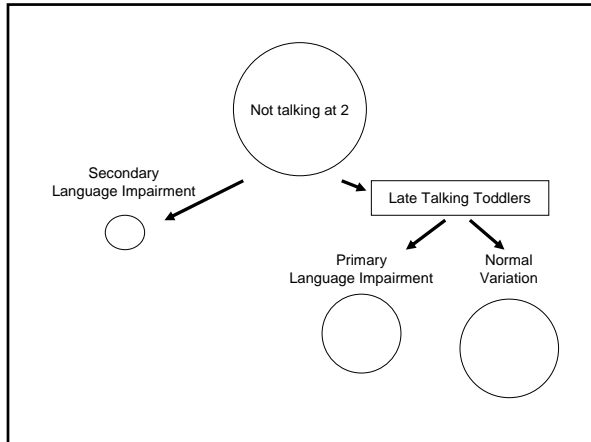 Not talking at 2
Secondary
Language Impairment
Late Talking Toddlers
Primary
Language Impairment
Normal
Variation